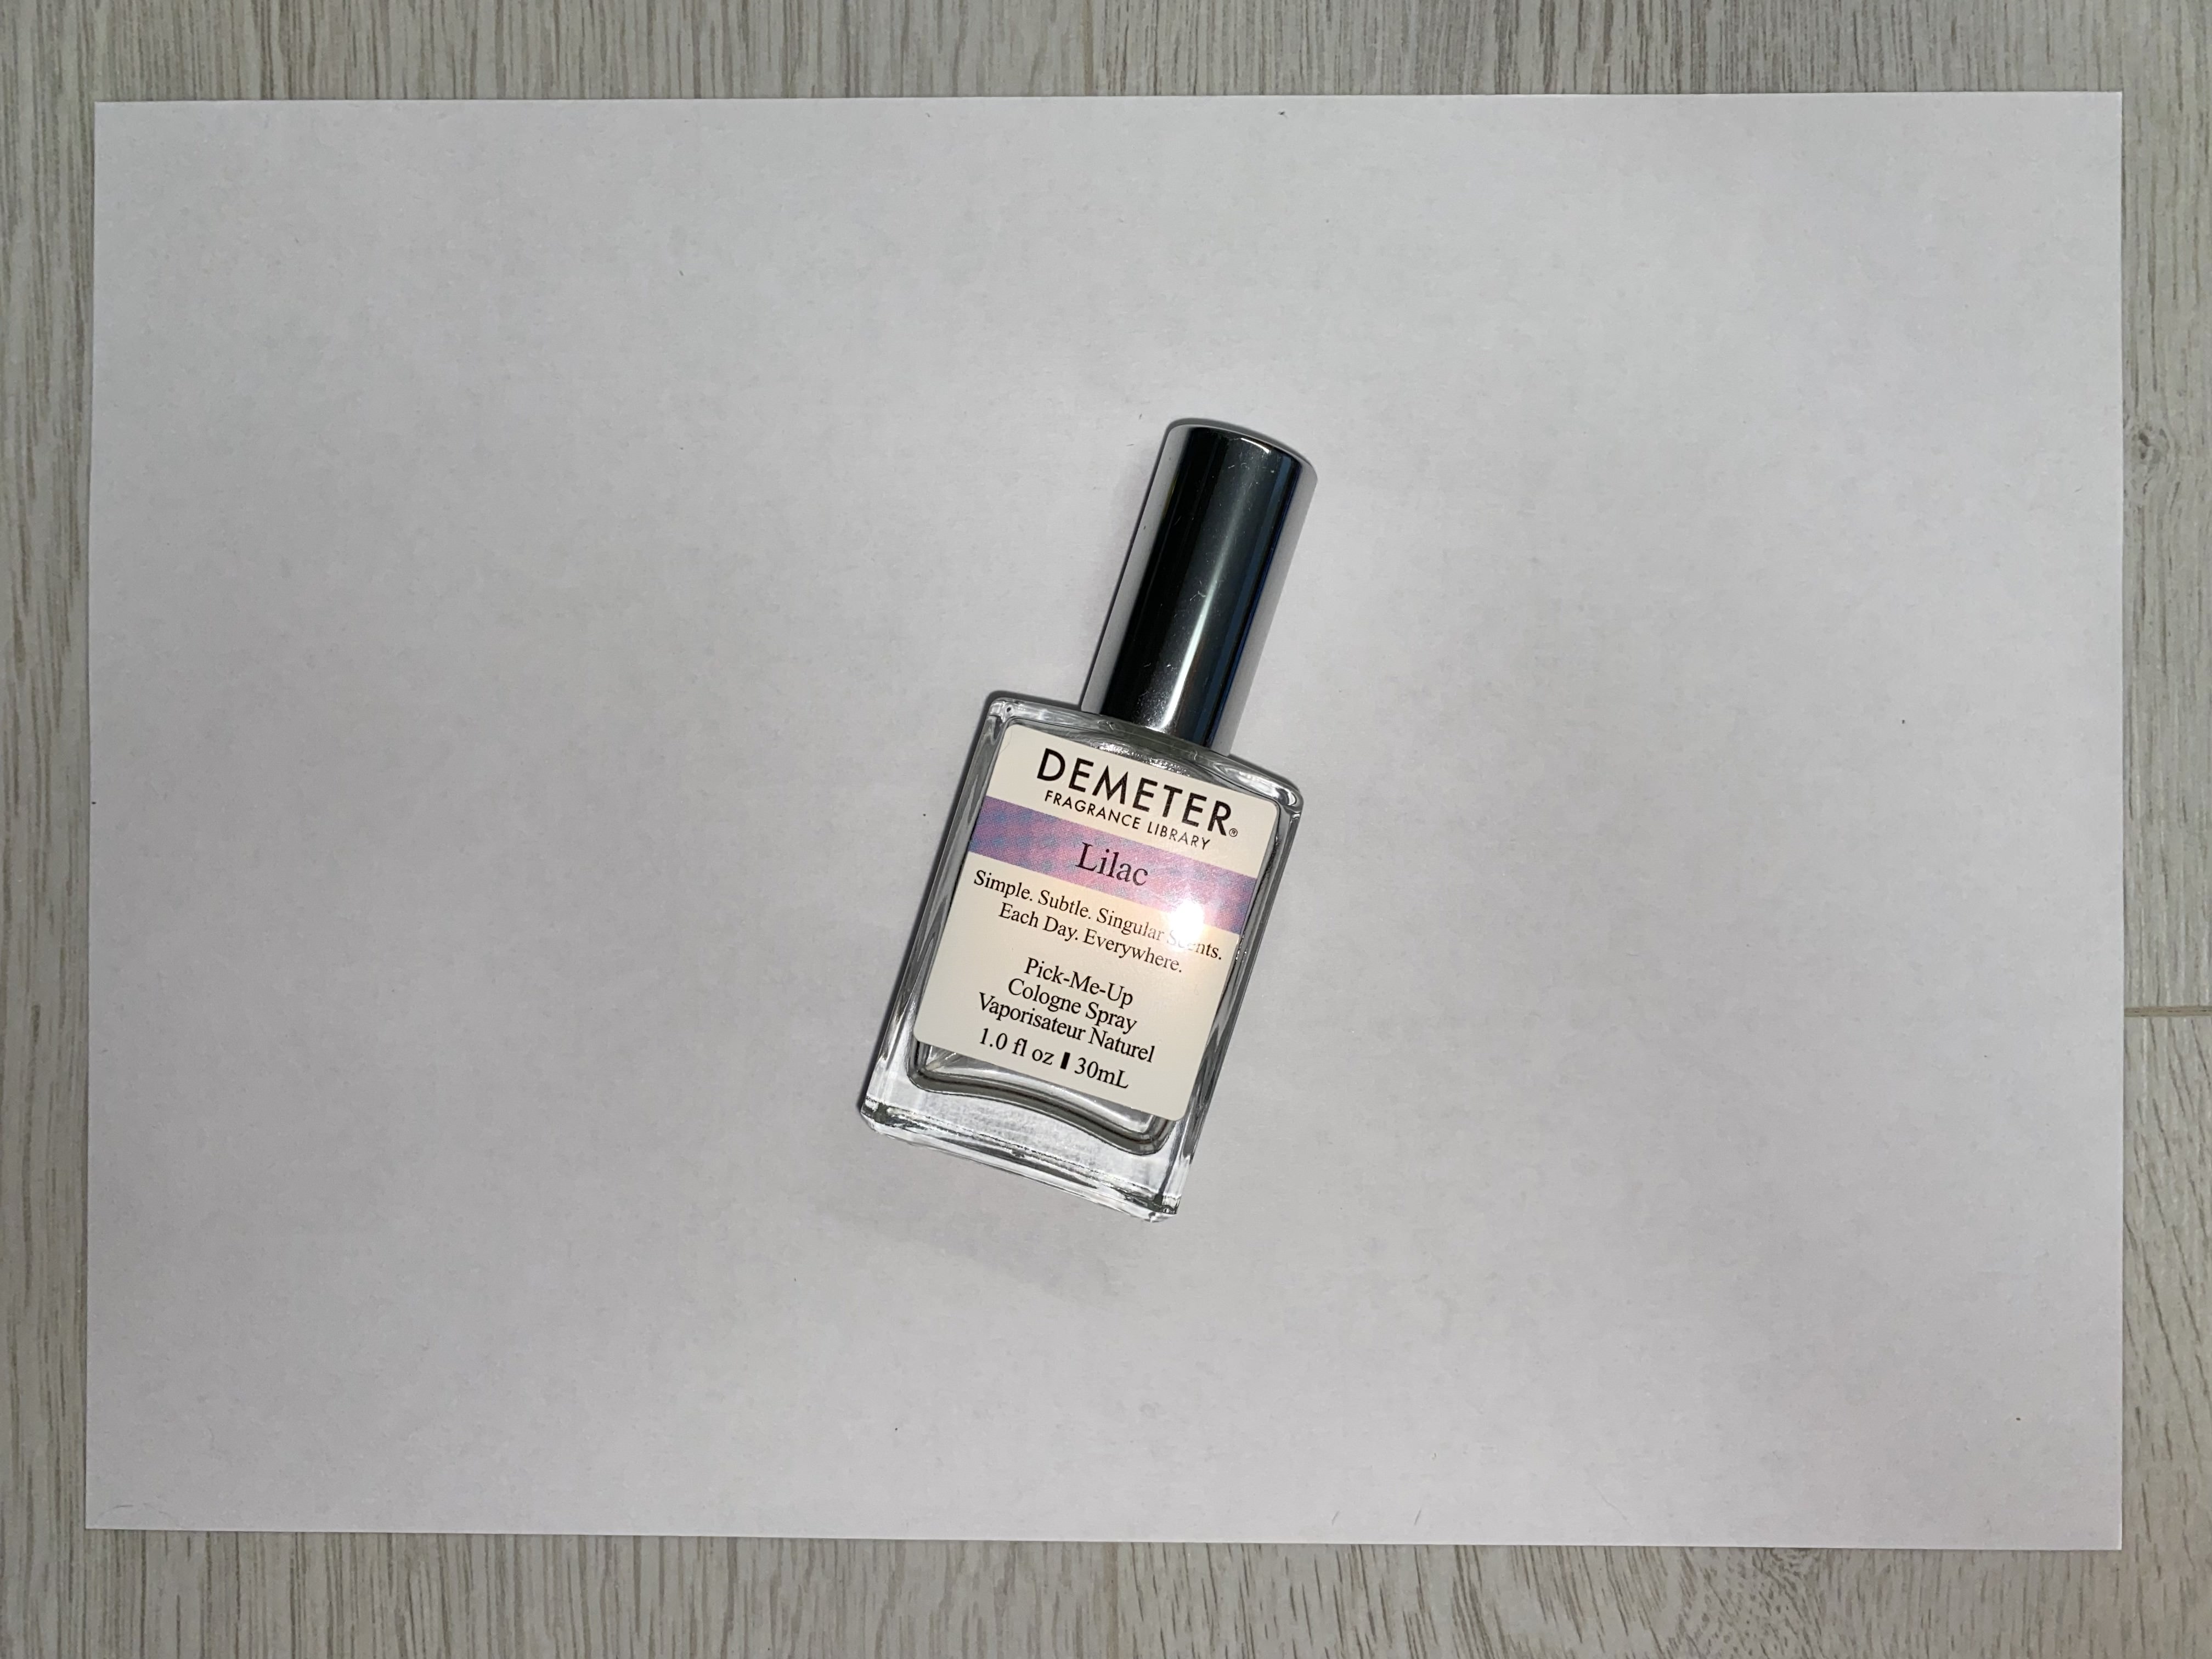 DEMETER®
FRAGRANCE LIBRARY
Lilac
Simple. Subtle. Singular Scents.
Each Day. Everywhere.
Pick-Me-Up
Cologne Spray
Vaporisateur Naturel
1.0 fl oz | 30mL